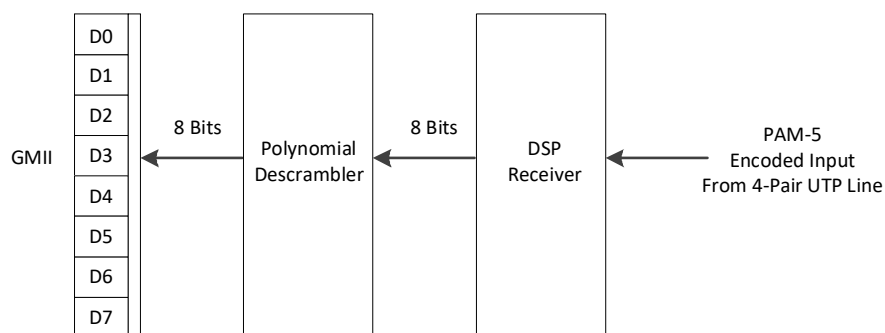 D0
D1
D2
D3
D4
D5
D6
D7
GMII
8 Bits
Polynomial
Descrambler
8 Bits
DSP
Receiver
PAM-5
Encoded Input
From 4-Pair UTP Line